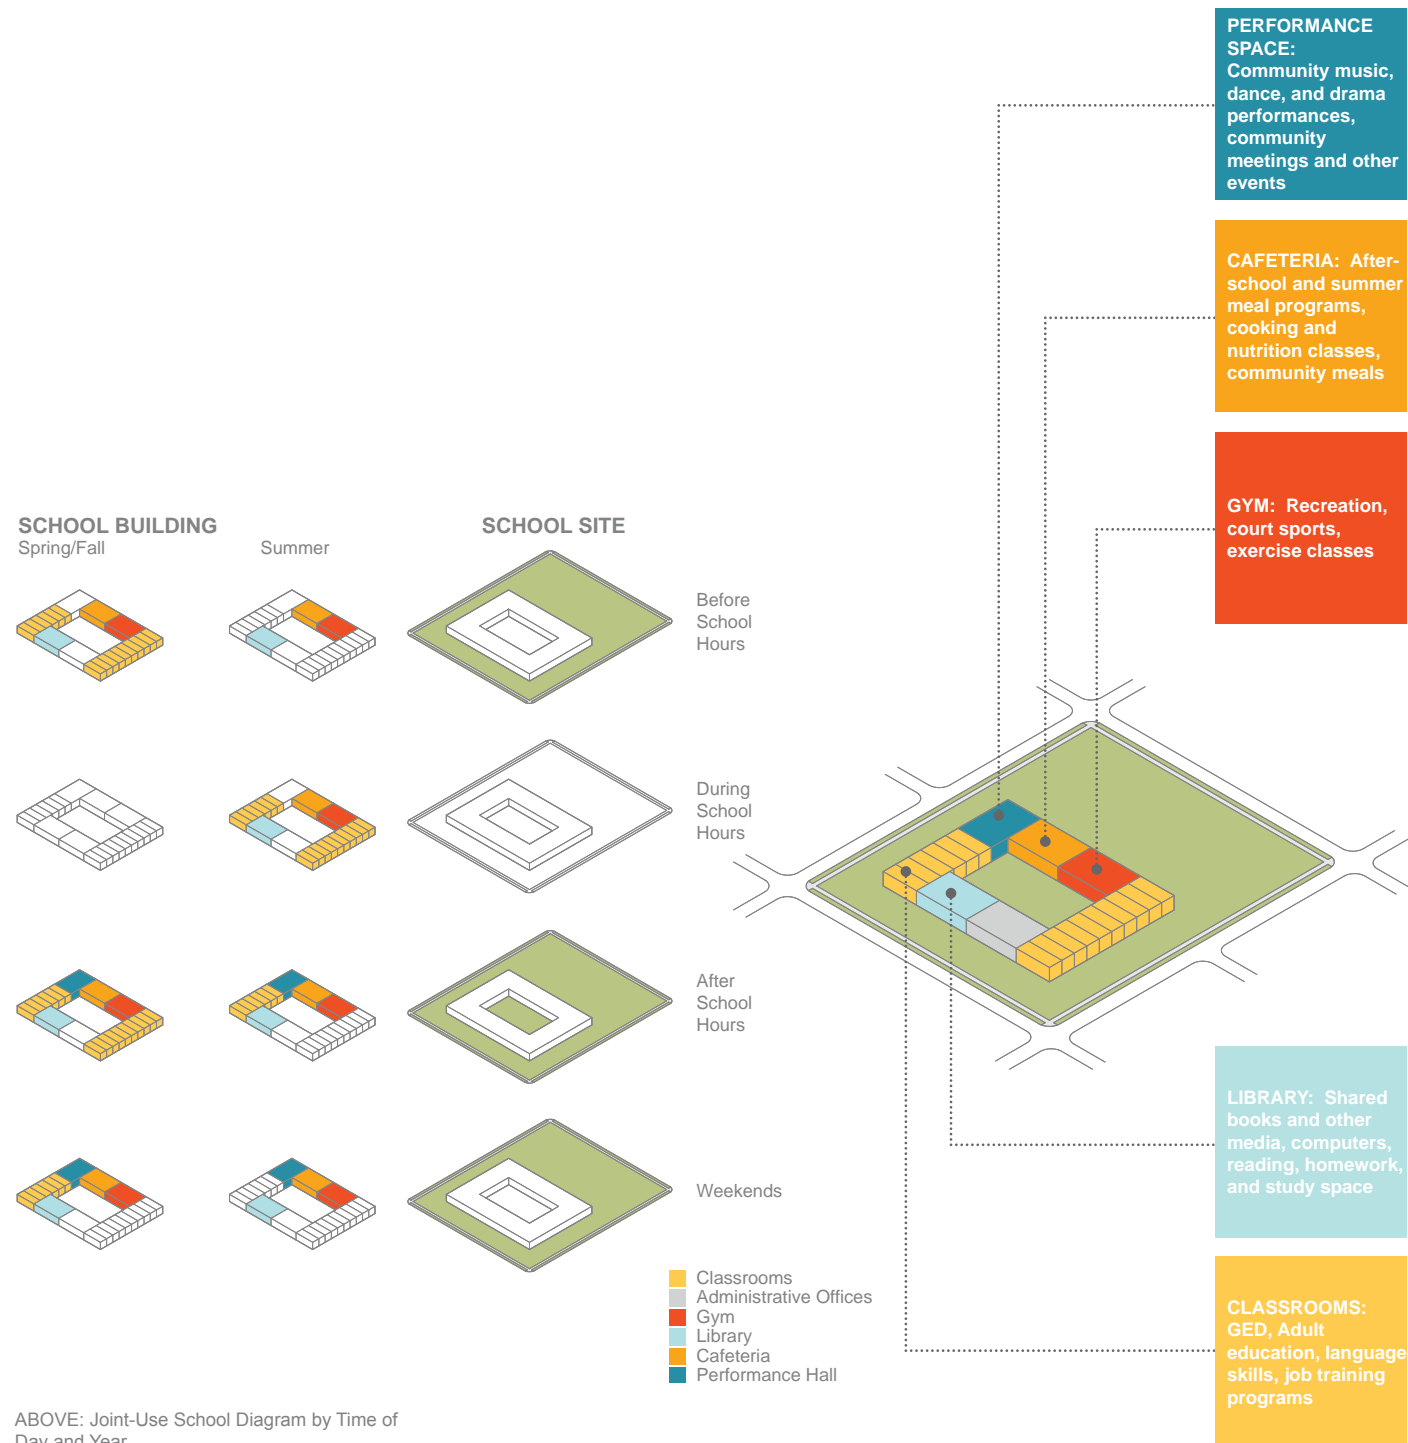 PERFORMANCE
SPACE:
Community music,
dance, and drama
performances,
community
meetings and other
events
CAFETERIA: After-
school and summer
meal programs,
cooking and
nutrition classes,
community meals
GYM: Recreation,
court sports,
exercise classes
SCHOOL BUILDING
Spring/Fall
Summer
SCHOOL SITE
Before
School
Hours
During
School
Hours
After
School
Hours
Weekends
Classrooms
Administrative Offices
Gym
Library
Cafeteria
Performance Hall
LIBRARY: Shared
books and other
media, computers,
reading, homework,
and study space
CLASSROOMS:
GED, Adult
education, language
skills, job training
programs
ABOVE: Joint-Use School Diagram by Time of
Day and Year